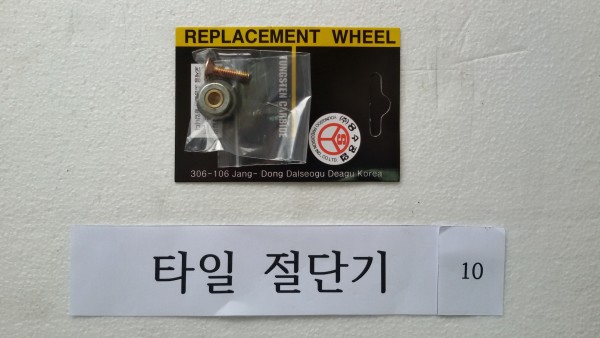 REPLACEMENT WHEEL
TUNGSTEN CARBIDE
306-106 Jang- Dong Dalseogu Deagu Korea
타일 절단기
10